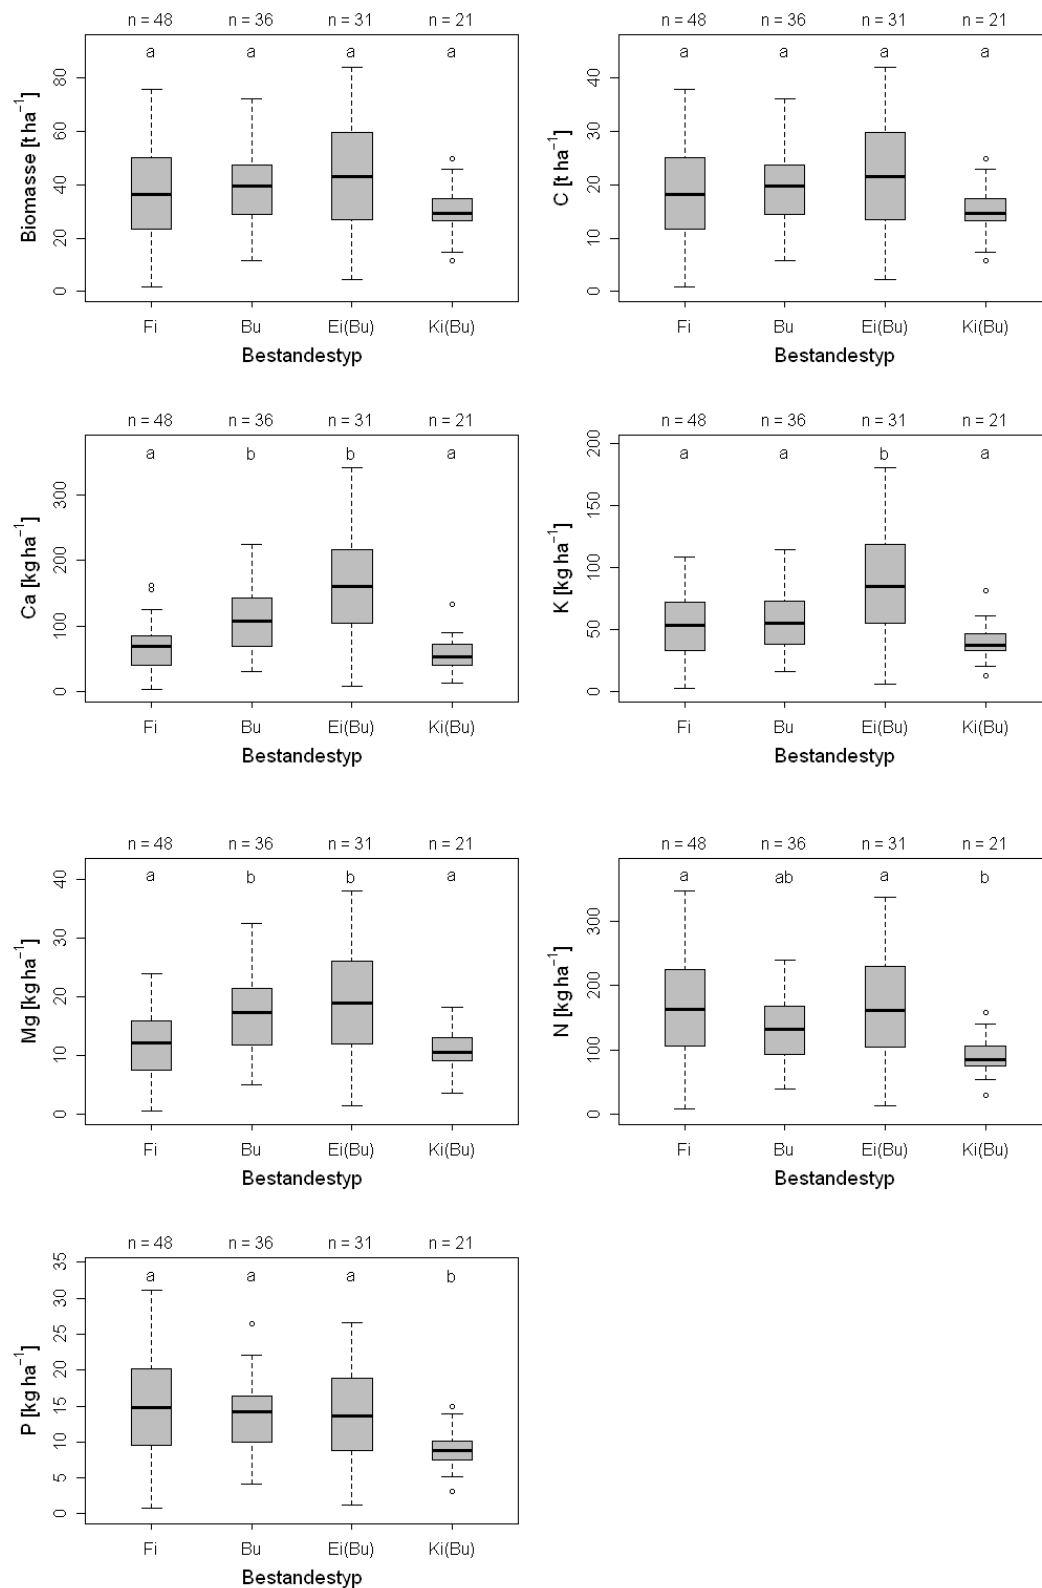 n = 48 n = 36 n = 31 n = 21
a a a a
Biomasse [t ha⁻¹]
80
60
40
20
0
Fi Bu Ei(Bu) Ki(Bu)
Bestandestyp
n = 48 n = 36 n = 31 n = 21
a a a a
C [t ha⁻¹]
40
30
20
10
0
Fi Bu Ei(Bu) Ki(Bu)
Bestandestyp
n = 48 n = 36 n = 31 n = 21
a b b a
Ca [kg ha⁻¹]
300
200
100
0
Fi Bu Ei(Bu) Ki(Bu)
Bestandestyp
n = 48 n = 36 n = 31 n = 21
a a b a
K [kg ha⁻¹]
200
150
100
50
0
Fi Bu Ei(Bu) Ki(Bu)
Bestandestyp
n = 48 n = 36 n = 31 n = 21
a b b a
Mg [kg ha⁻¹]
40
30
20
10
0
Fi Bu Ei(Bu) Ki(Bu)
Bestandestyp
n = 48 n = 36 n = 31 n = 21
a ab a b
N [kg ha⁻¹]
300
200
100
0
Fi Bu Ei(Bu) Ki(Bu)
Bestandestyp
n = 48 n = 36 n = 31 n = 21
a a a b
P [kg ha⁻¹]
35
30
25
20
15
10
5
0
Fi Bu Ei(Bu) Ki(Bu)
Bestandestyp